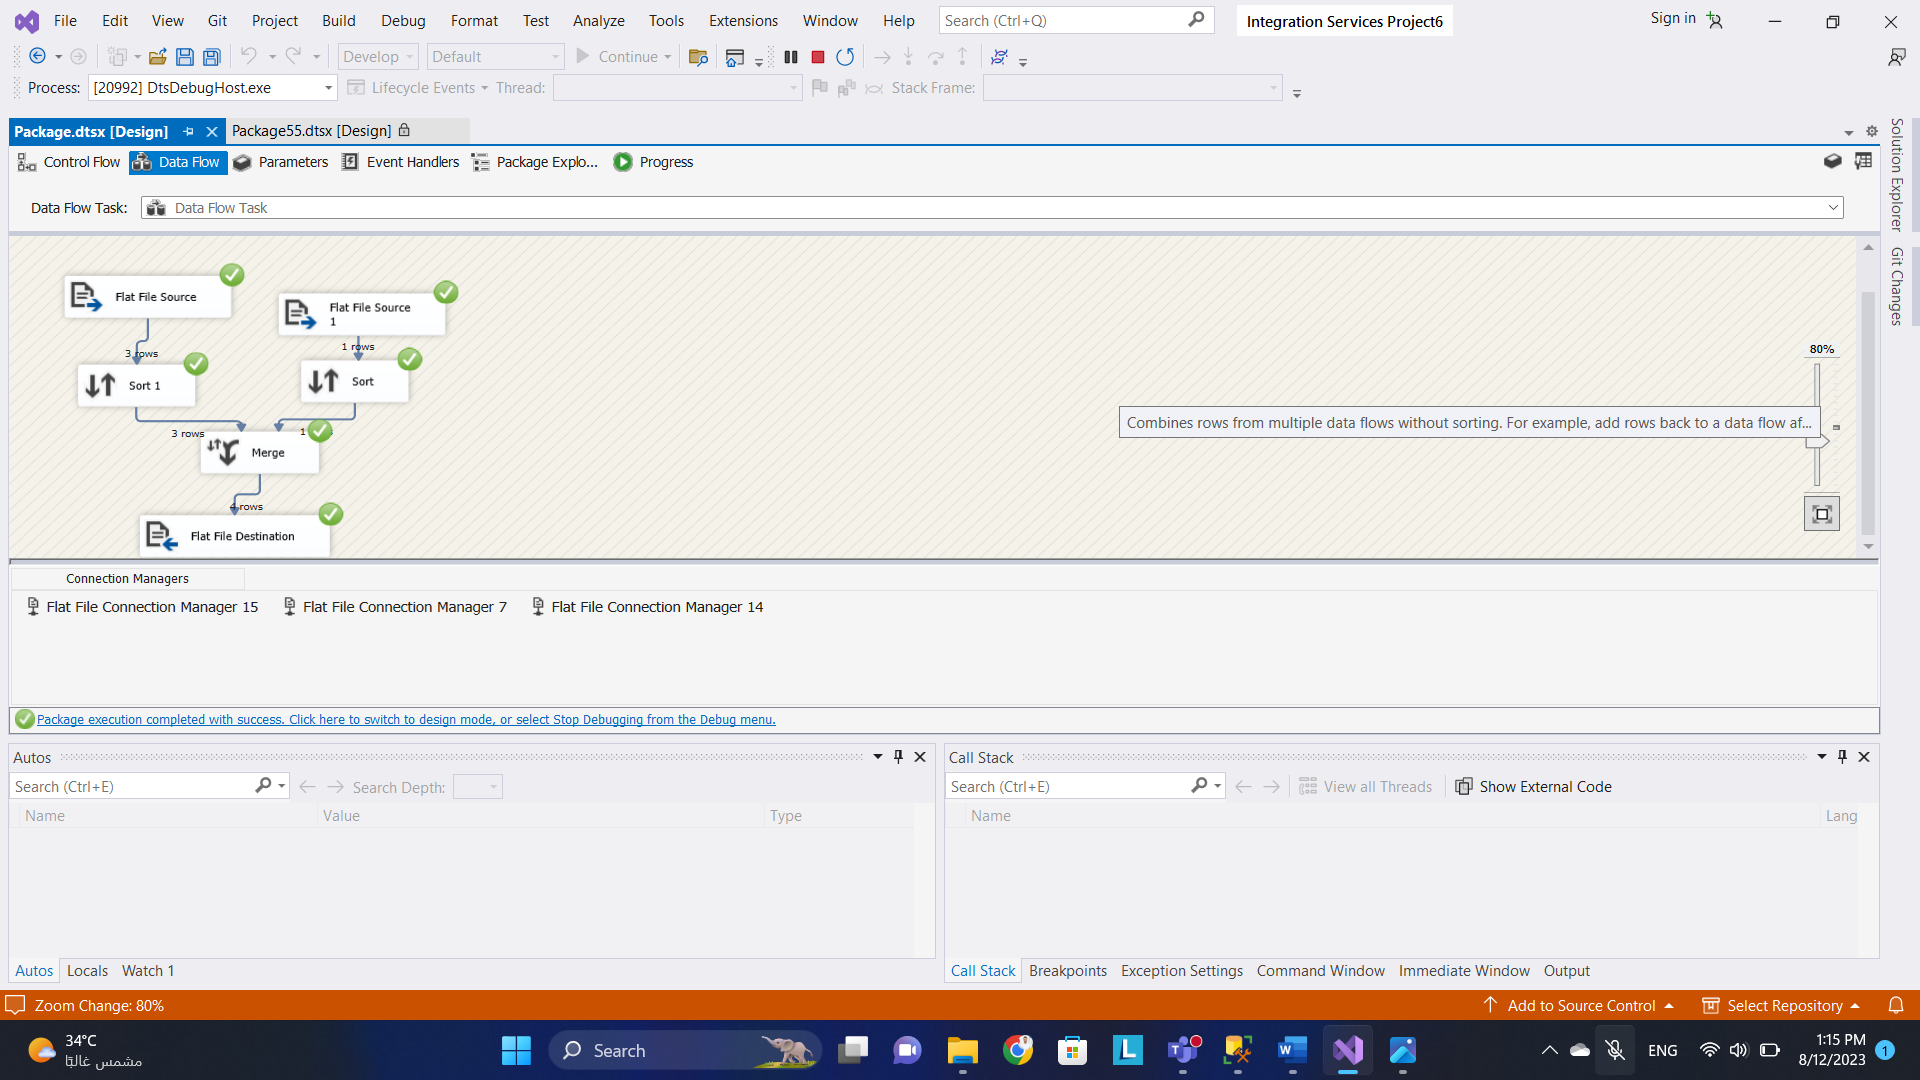 File Edit View Git Project Build Debug Format Test Analyze Tools Extensions Window Help Search (Ctrl+Q) Integration Services Project6 Sign in
Develop Default Continue
Process: [20992] DtsDebugHost.exe Lifecycle Events Thread: Stack Frame:
Package.dtsx [Design] Package55.dtsx [Design]
Control Flow Data Flow Parameters Event Handlers Package Explo... Progress
Data Flow Task: Data Flow Task
Flat File Source
Flat File Source
1
3 rows
1 rows
Sort 1
Sort
3 rows
1
Merge
4 rows
Flat File Destination
80%
Combines rows from multiple data flows without sorting. For example, add rows back to a data flow af...
Solution Explorer
Git Changes
Connection Managers
Flat File Connection Manager 15 Flat File Connection Manager 7 Flat File Connection Manager 14
Package execution completed with success. Click here to switch to design mode, or select Stop Debugging from the Debug menu.
Autos
Search (Ctrl+E) Search Depth:
Name Value Type
Autos Locals Watch 1
Call Stack
Search (Ctrl+E) View all Threads Show External Code
Name Lang
Call Stack Breakpoints Exception Settings Command Window Immediate Window Output
Zoom Change: 80% Add to Source Control Select Repository
34°C
مشمس غالبًا
Search
ENG
1:15 PM
8/12/2023
1